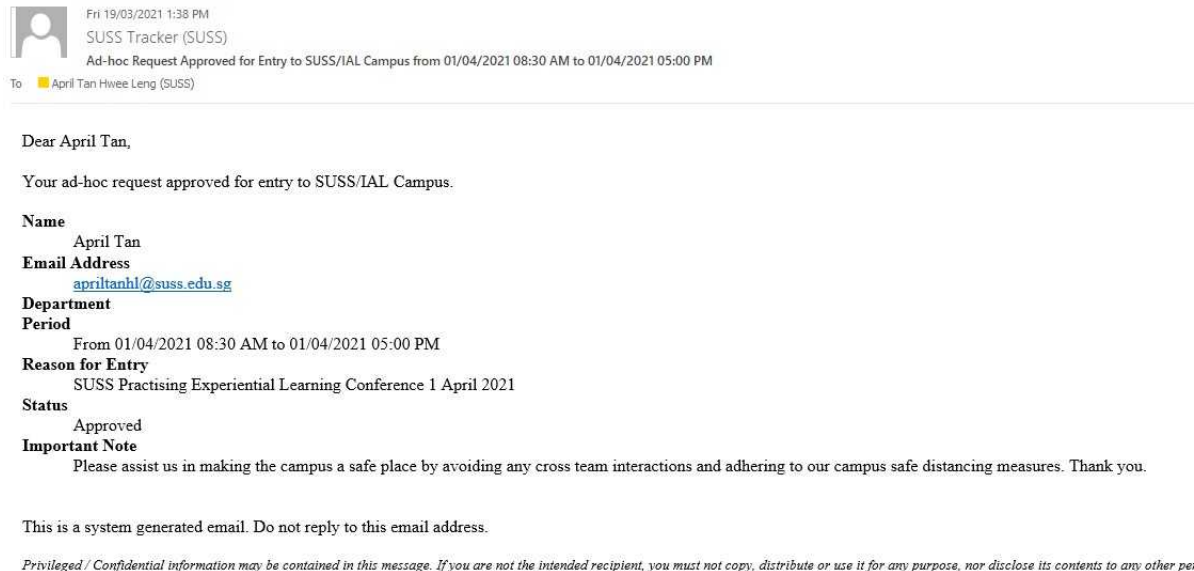 Fri 19/03/2021 1:38 PM
SUSS Tracker (SUSS)
Ad-hoc Request Approved for Entry to SUSS/IAL Campus from 01/04/2021 08:30 AM to 01/04/2021 05:00 PM
To April Tan Hwee Leng (SUSS)
Dear April Tan,
Your ad-hoc request approved for entry to SUSS/IAL Campus.
Name
April Tan
Email Address
apriltanhl@suss.edu.sg
Department
Period
From 01/04/2021 08:30 AM to 01/04/2021 05:00 PM
Reason for Entry
SUSS Practising Experiential Learning Conference 1 April 2021
Status
Approved
Important Note
Please assist us in making the campus a safe place by avoiding any cross team interactions and adhering to our campus safe distancing measures. Thank you.
This is a system generated email. Do not reply to this email address.
Privileged / Confidential information may be contained in this message. If you are not the intended recipient, you must not copy, distribute or use it for any purpose, nor disclose its contents to any other